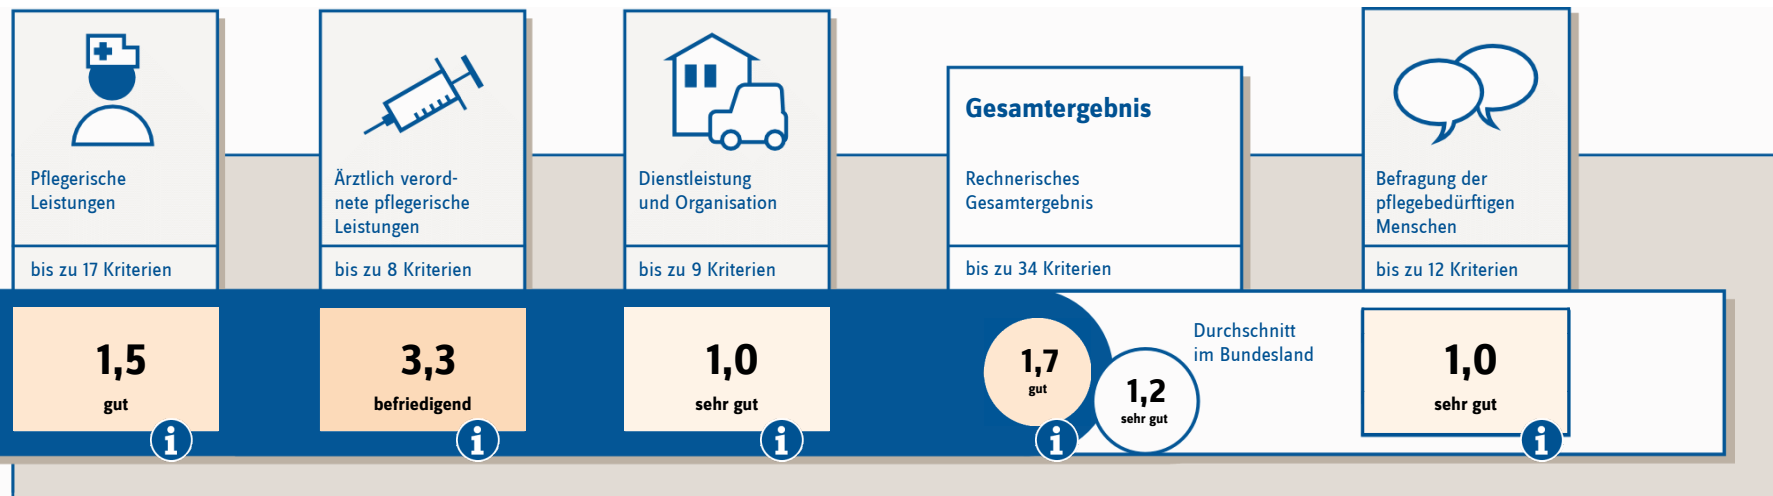 Pflegerische
Leistungen
bis zu 17 Kriterien
1,5
gut
i
Ärztlich verord-
nete pflegerische
Leistungen
bis zu 8 Kriterien
3,3
befriedigend
i
Dienstleistung
und Organisation
bis zu 9 Kriterien
1,0
sehr gut
i
Gesamtergebnis
Rechnerisches
Gesamtergebnis
bis zu 34 Kriterien
1,7
gut
i
1,2
sehr gut
Durchschnitt
im Bundesland
Befragung der
pflegebedürftigen
Menschen
bis zu 12 Kriterien
1,0
sehr gut
i